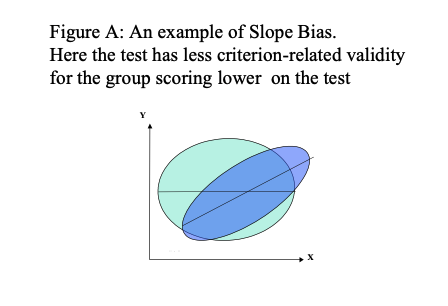 Figure A: An example of Slope Bias.
Here the test has less criterion-related validity
for the group scoring lower on the test
Y
X